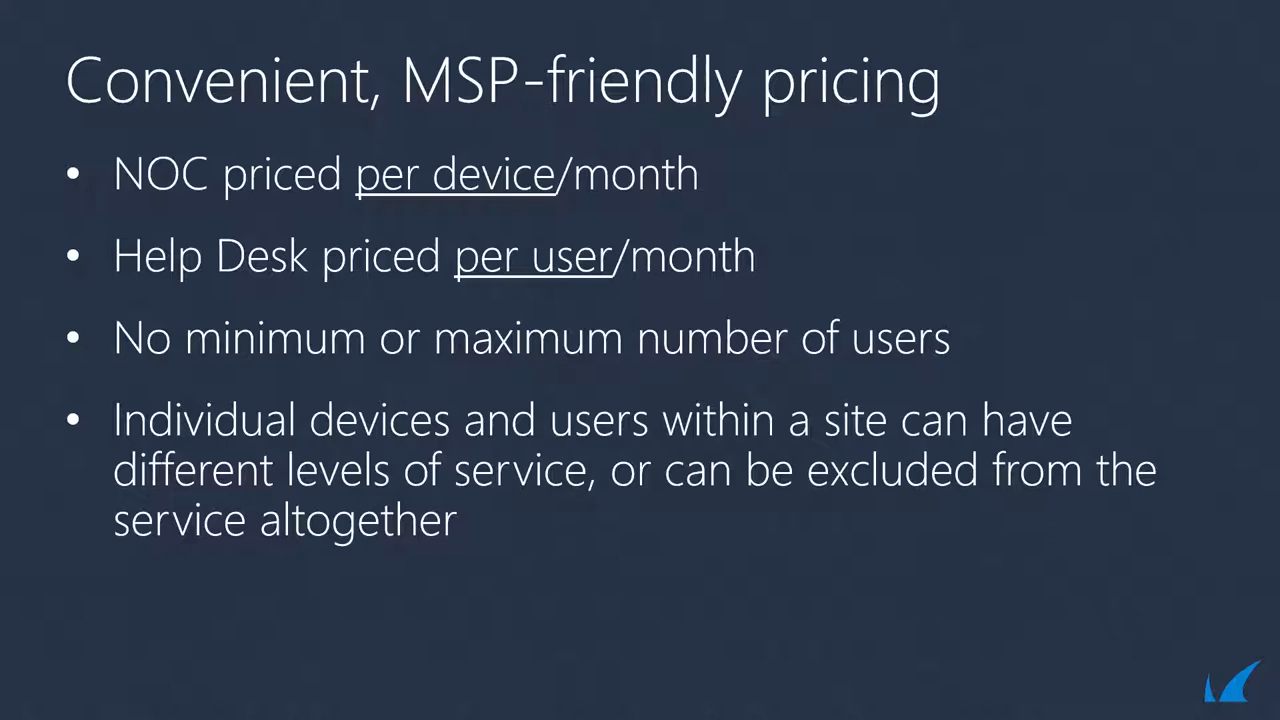 Convenient, MSP-friendly pricing
• NOC priced per device/month
• Help Desk priced per user/month
• No minimum or maximum number of users
• Individual devices and users within a site can have
different levels of service, or can be excluded from the
service altogether